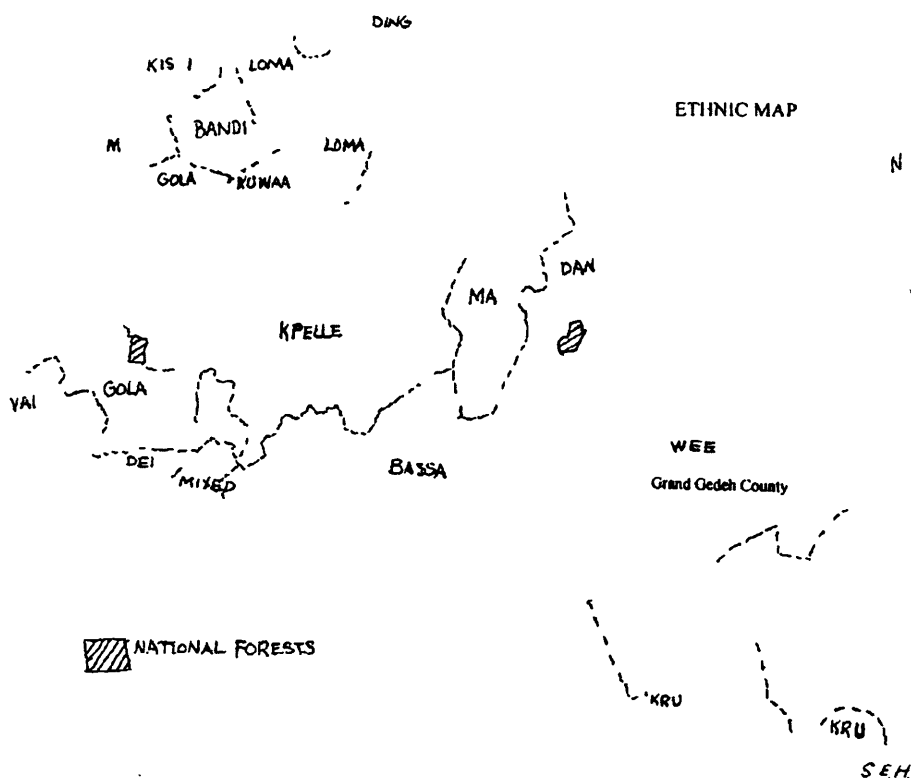 DING
KISI
LOMA
ETHNIC MAP
BANDI
M
LOMA
N
GOLA
KUWAA
DAN
MA
KPELLE
GOLA
VAI
WEE
DEI
BASSA
MIXED
Grand Gedeh County
NATIONAL FORESTS
KRU
KRU
S.E.H